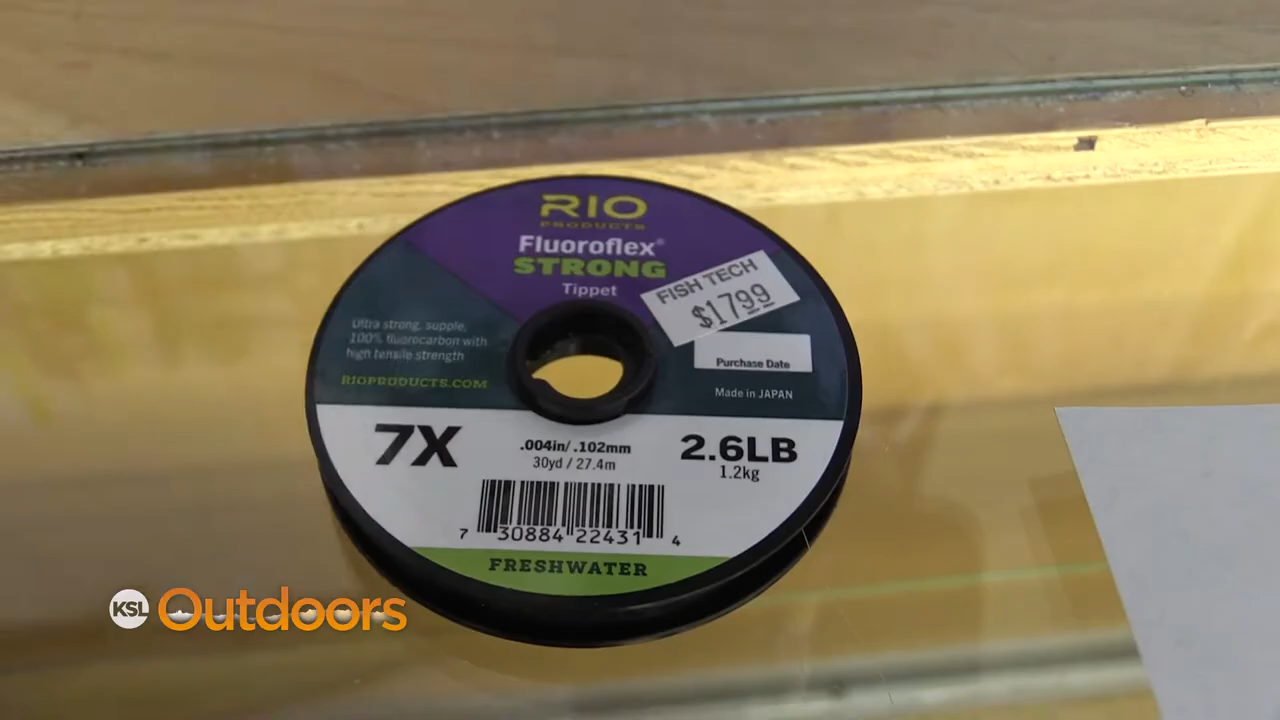 RIO
PRODUCTS
Fluoroflex®
STRONG
Tippet
FISH TECH
$17.99
Ultra strong, supple,
100% fluorocarbon with
high tensile strength
RIOPRODUCTS.COM
Purchase Date
Made in JAPAN
7X
.004in/.102mm
30yd / 27.4m
2.6LB
1.2kg
7 30884 22431 4
FRESHWATER
KSL Outdoors